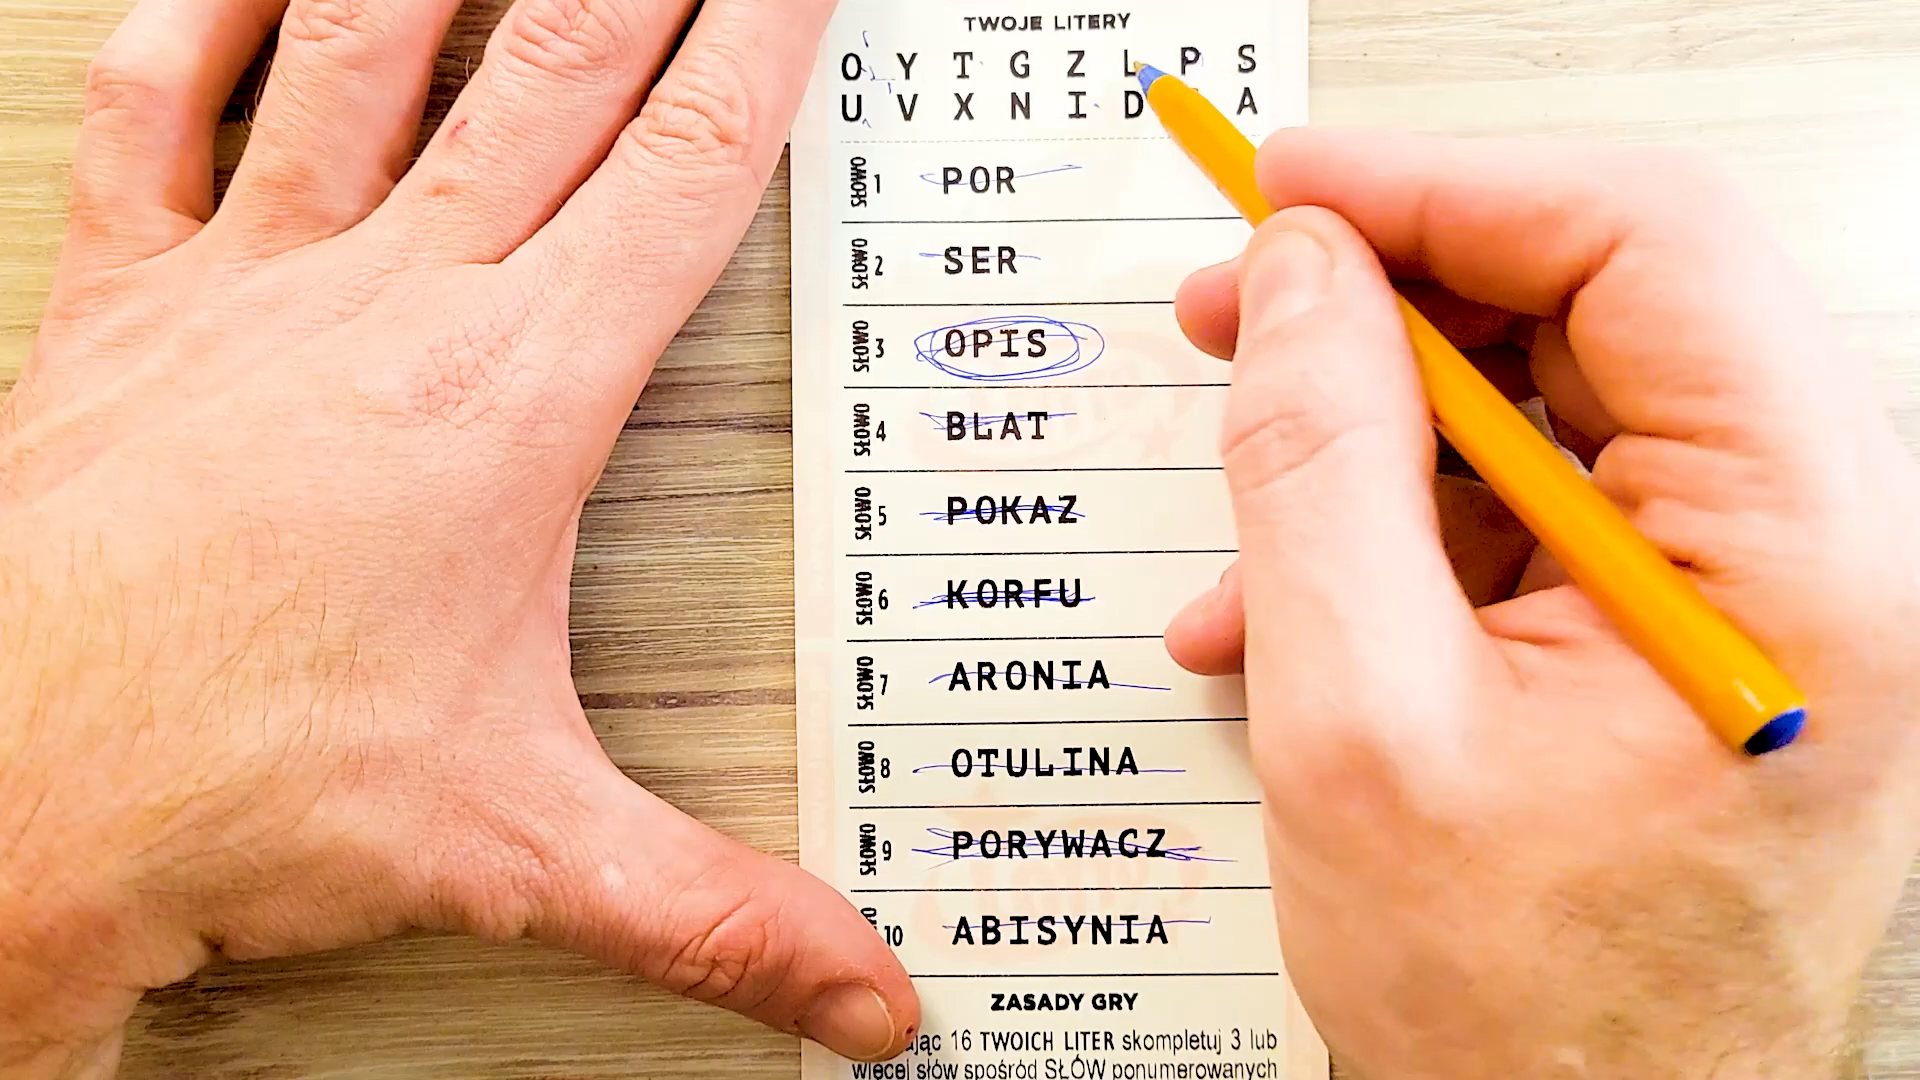 TWOJE LITERY
O Y T G Z L P S
U V X N I D A
SŁOWO 1 POR
SŁOWO 2 SER
SŁOWO 3 OPIS
SŁOWO 4 BLAT
SŁOWO 5 POKAZ
SŁOWO 6 KORFU
SŁOWO 7 ARONIA
SŁOWO 8 OTULINA
SŁOWO 9 PORYWACZ
10 ABISYNIA
ZASADY GRY
16 TWOICH LITER skompletuj 3 lub
więcej słów spośród SŁÓW ponumerowanych